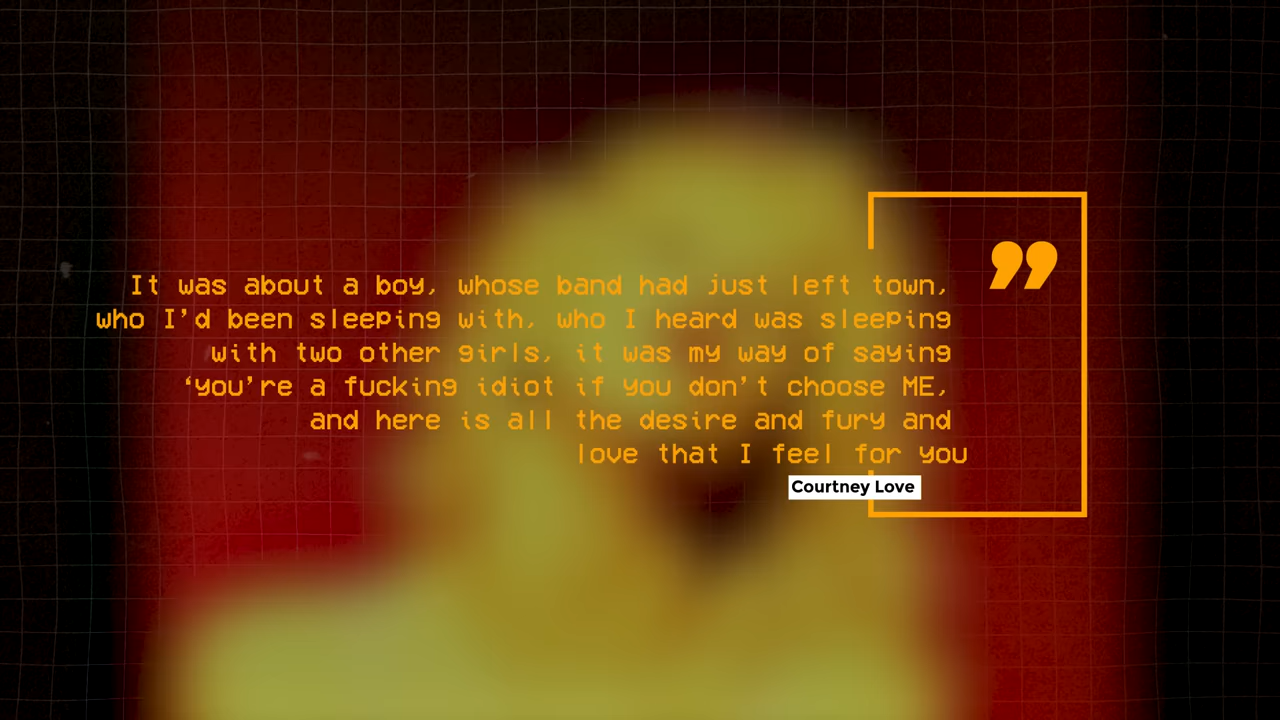 ”
It was about a boy, whose band had just left town,
who I’d been sleeping with, who I heard was sleeping
with two other girls, it was my way of saying
‘you’re a fucking idiot if you don’t choose ME,
and here is all the desire and fury and
love that I feel for you
Courtney Love